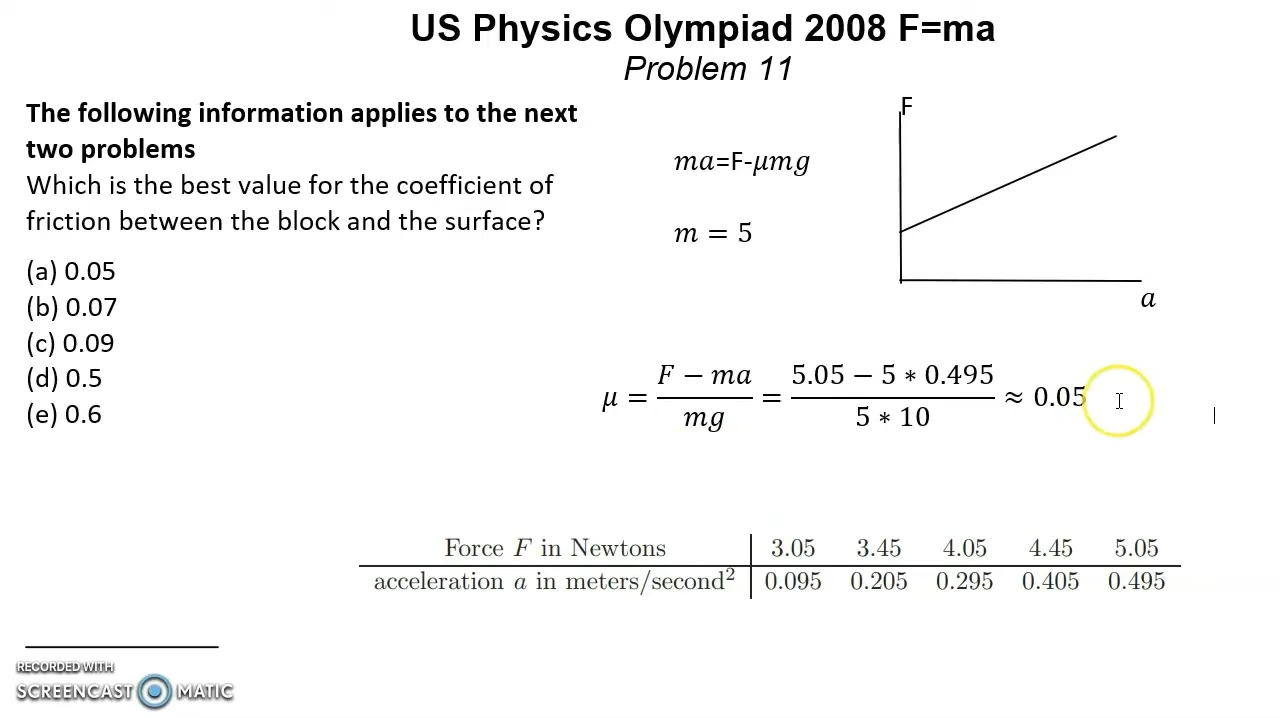 US Physics Olympiad 2008 F=ma
Problem 11
The following information applies to the next
two problems
Which is the best value for the coefficient of
friction between the block and the surface?
(a) 0.05
(b) 0.07
(c) 0.09
(d) 0.5
(e) 0.6
ma=F-μmg
m = 5
F
a
μ = (F − ma)/(mg) = (5.05 − 5 ∗ 0.495)/(5 ∗ 10) ≈ 0.05
Force F in Newtons 3.05 3.45 4.05 4.45 5.05
acceleration a in meters/second² 0.095 0.205 0.295 0.405 0.495
RECORDED WITH
SCREENCAST MATIC